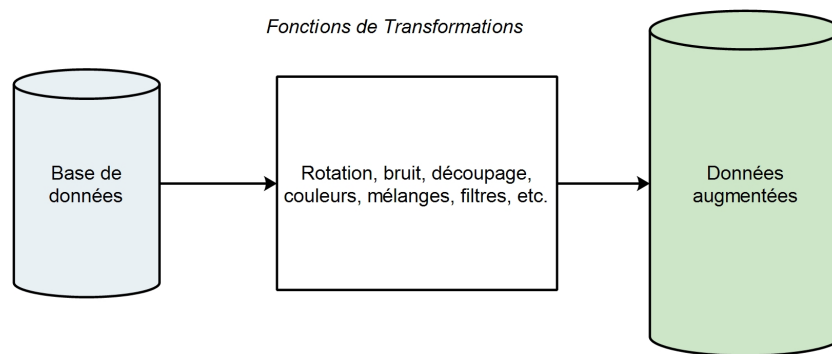 Fonctions de Transformations
Base de
données
Rotation, bruit, découpage,
couleurs, mélanges, filtres, etc.
Données
augmentées